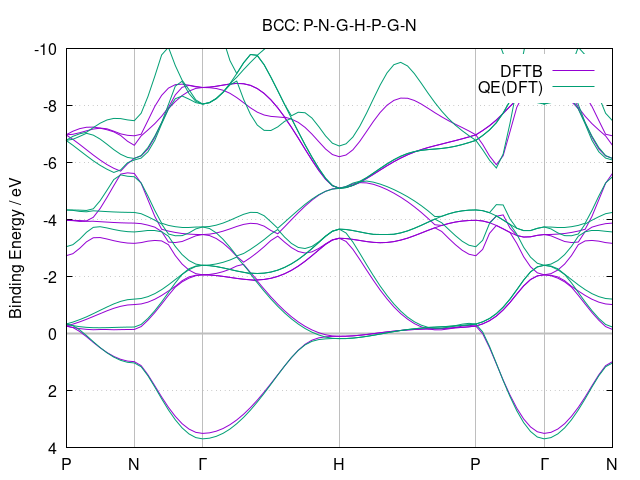 BCC: P-N-G-H-P-G-N
DFTB
QE(DFT)
Binding Energy / eV
-10
-8
-6
-4
-2
0
2
4
P N Γ H P Γ N